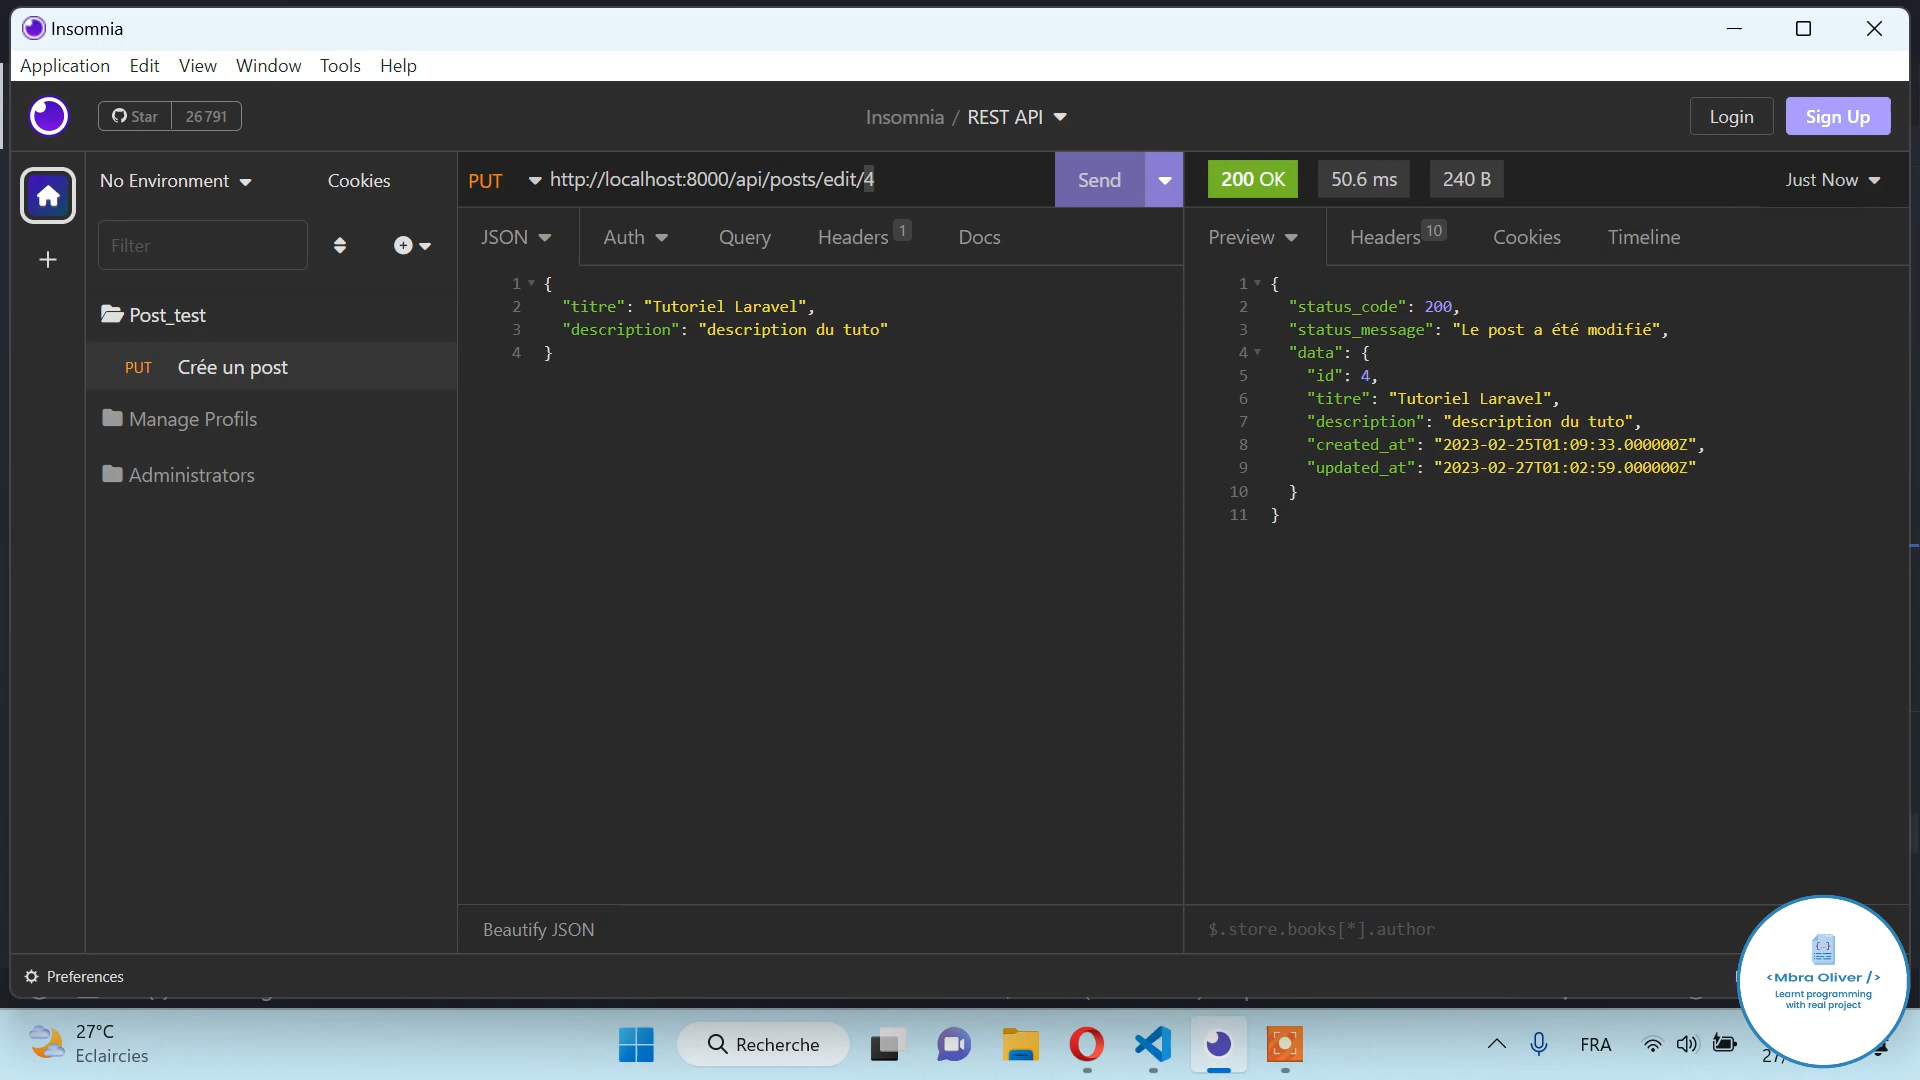 Insomnia
Application Edit View Window Tools Help
Star 26 791
Insomnia / REST API
Login
Sign Up
No Environment
Cookies
PUT http://localhost:8000/api/posts/edit/4
Send
200 OK
50.6 ms
240 B
Just Now
Filter
JSON Auth Query Headers 1 Docs
Preview Headers 10 Cookies Timeline
Post_test
PUT Crée un post
Manage Profils
Administrators
1 {
2 "titre": "Tutoriel Laravel",
3 "description": "description du tuto"
4 }
1 {
2 "status_code": 200,
3 "status_message": "Le post a été modifié",
4 "data": {
5 "id": 4,
6 "titre": "Tutoriel Laravel",
7 "description": "description du tuto",
8 "created_at": "2023-02-25T01:09:33.000000Z",
9 "updated_at": "2023-02-27T01:02:59.000000Z"
10 }
11 }
Beautify JSON
$.store.books[*].author
Preferences
{..}
<Mbra Oliver />
Learnt programming
with real project
27°C
Eclaircies
Recherche
FRA